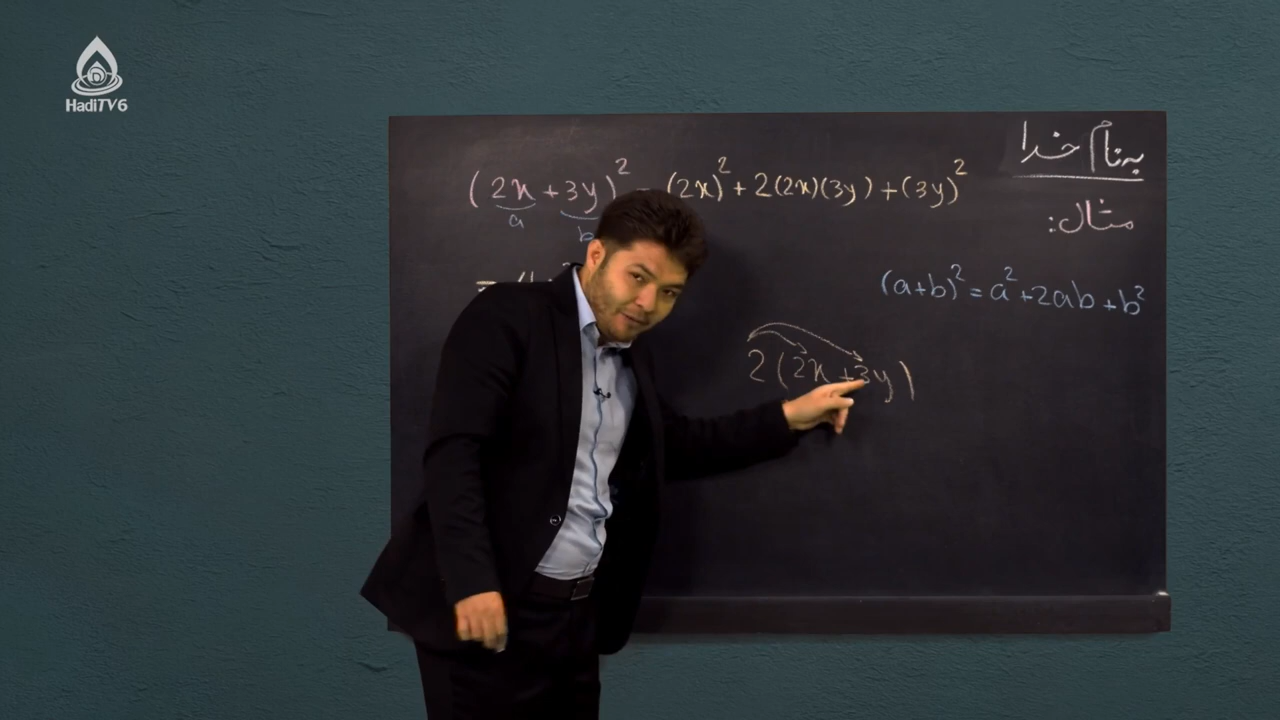 HadiTV6
به نام خدا
مثال:
(2x + 3y)² = (2x)² + 2(2x)(3y) + (3y)²
a b
(a+b)² = a² + 2ab + b²
2(2x + 3y)